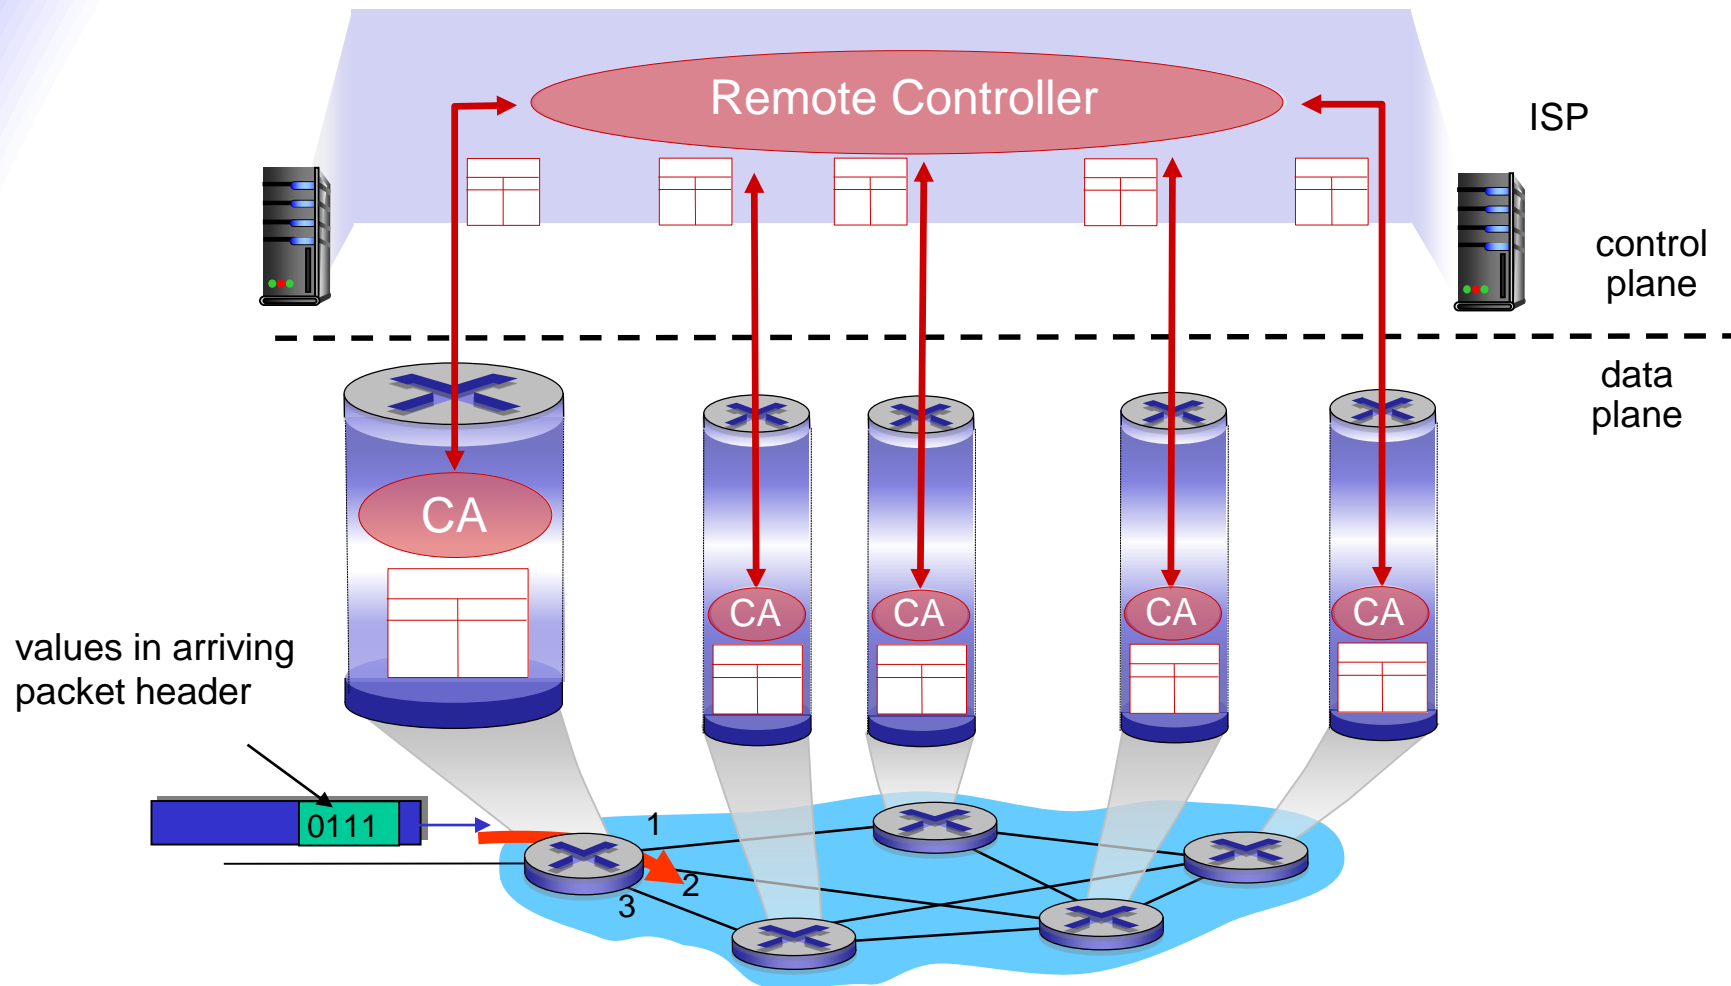 Remote Controller
ISP
control
plane
data
plane
CA
CA
CA
CA
CA
values in arriving
packet header
0111
1
2
3